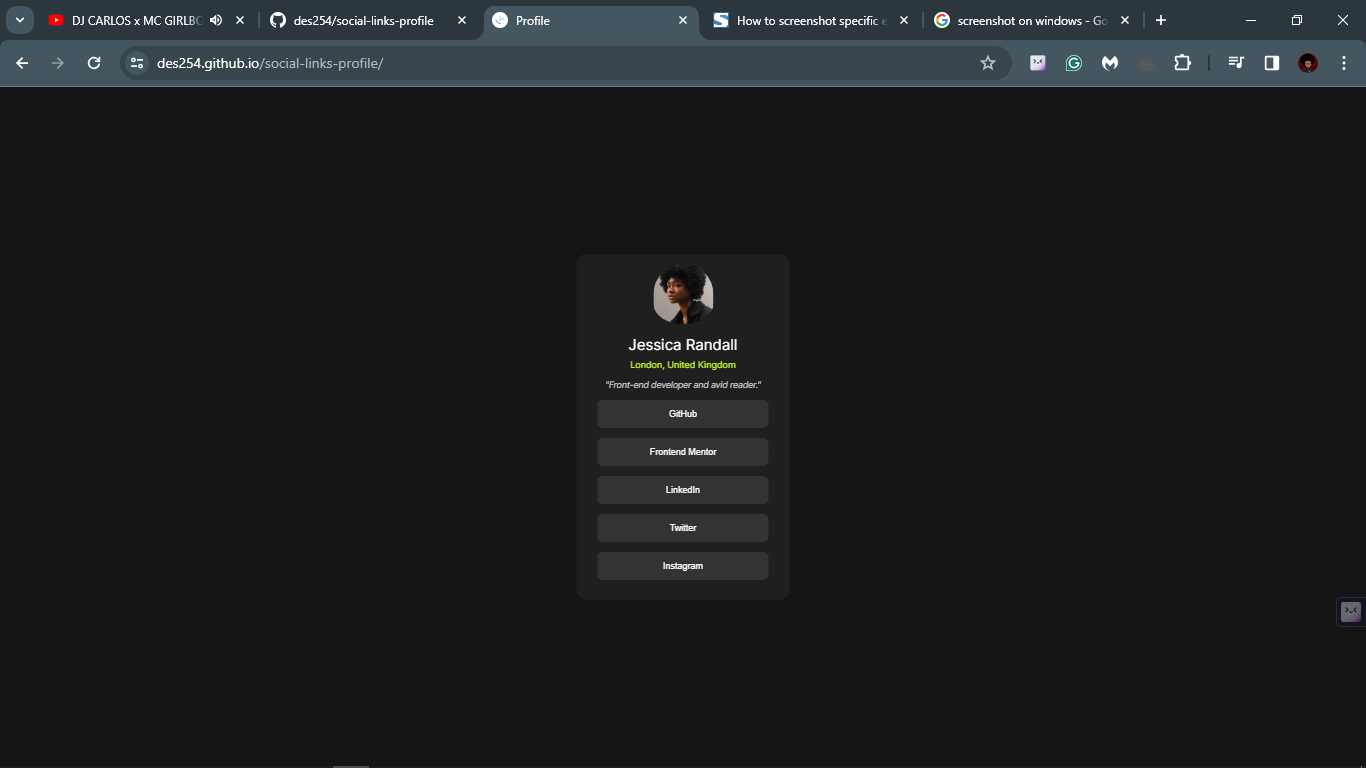 DJ CARLOS x MC GIRLBC
des254/social-links-profile
Profile
How to screenshot specific e
screenshot on windows - Go
des254.github.io/social-links-profile/
Jessica Randall
London, United Kingdom
"Front-end developer and avid reader."
GitHub
Frontend Mentor
LinkedIn
Twitter
Instagram